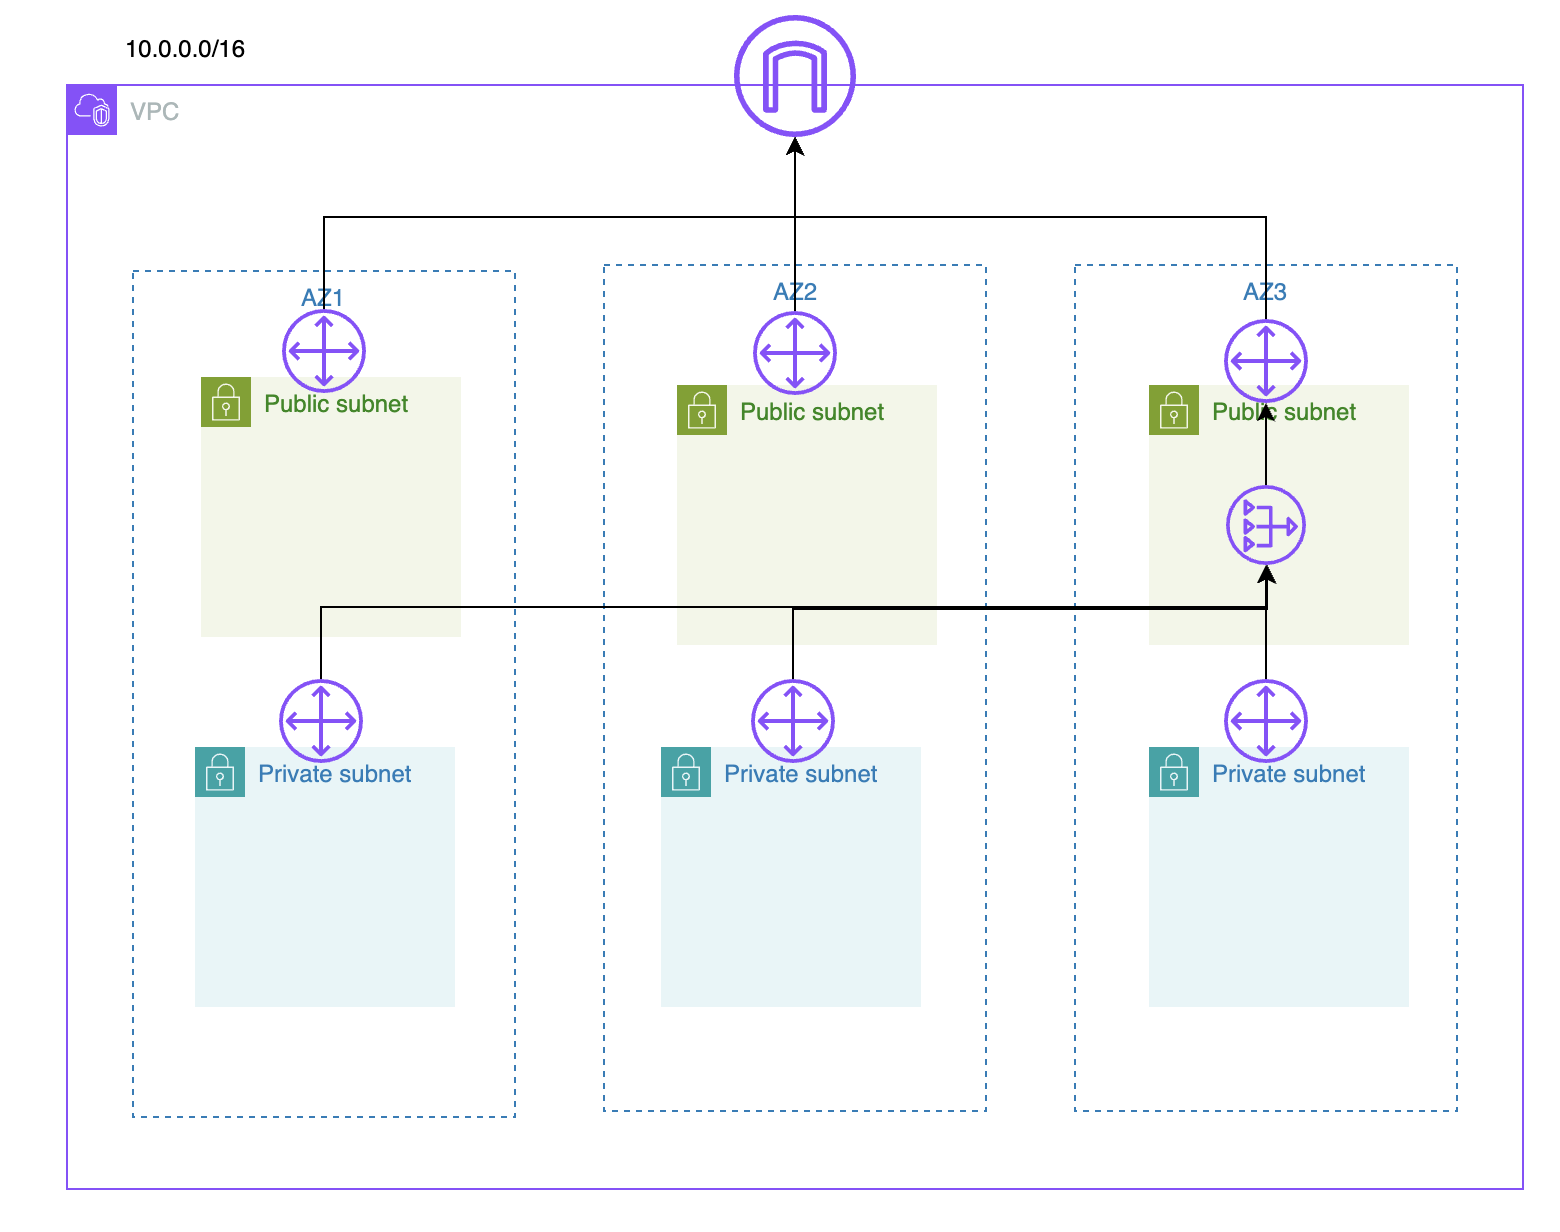 10.0.0.0/16
VPC
AZ1
AZ2
AZ3
Public subnet
Public subnet
Public subnet
Private subnet
Private subnet
Private subnet